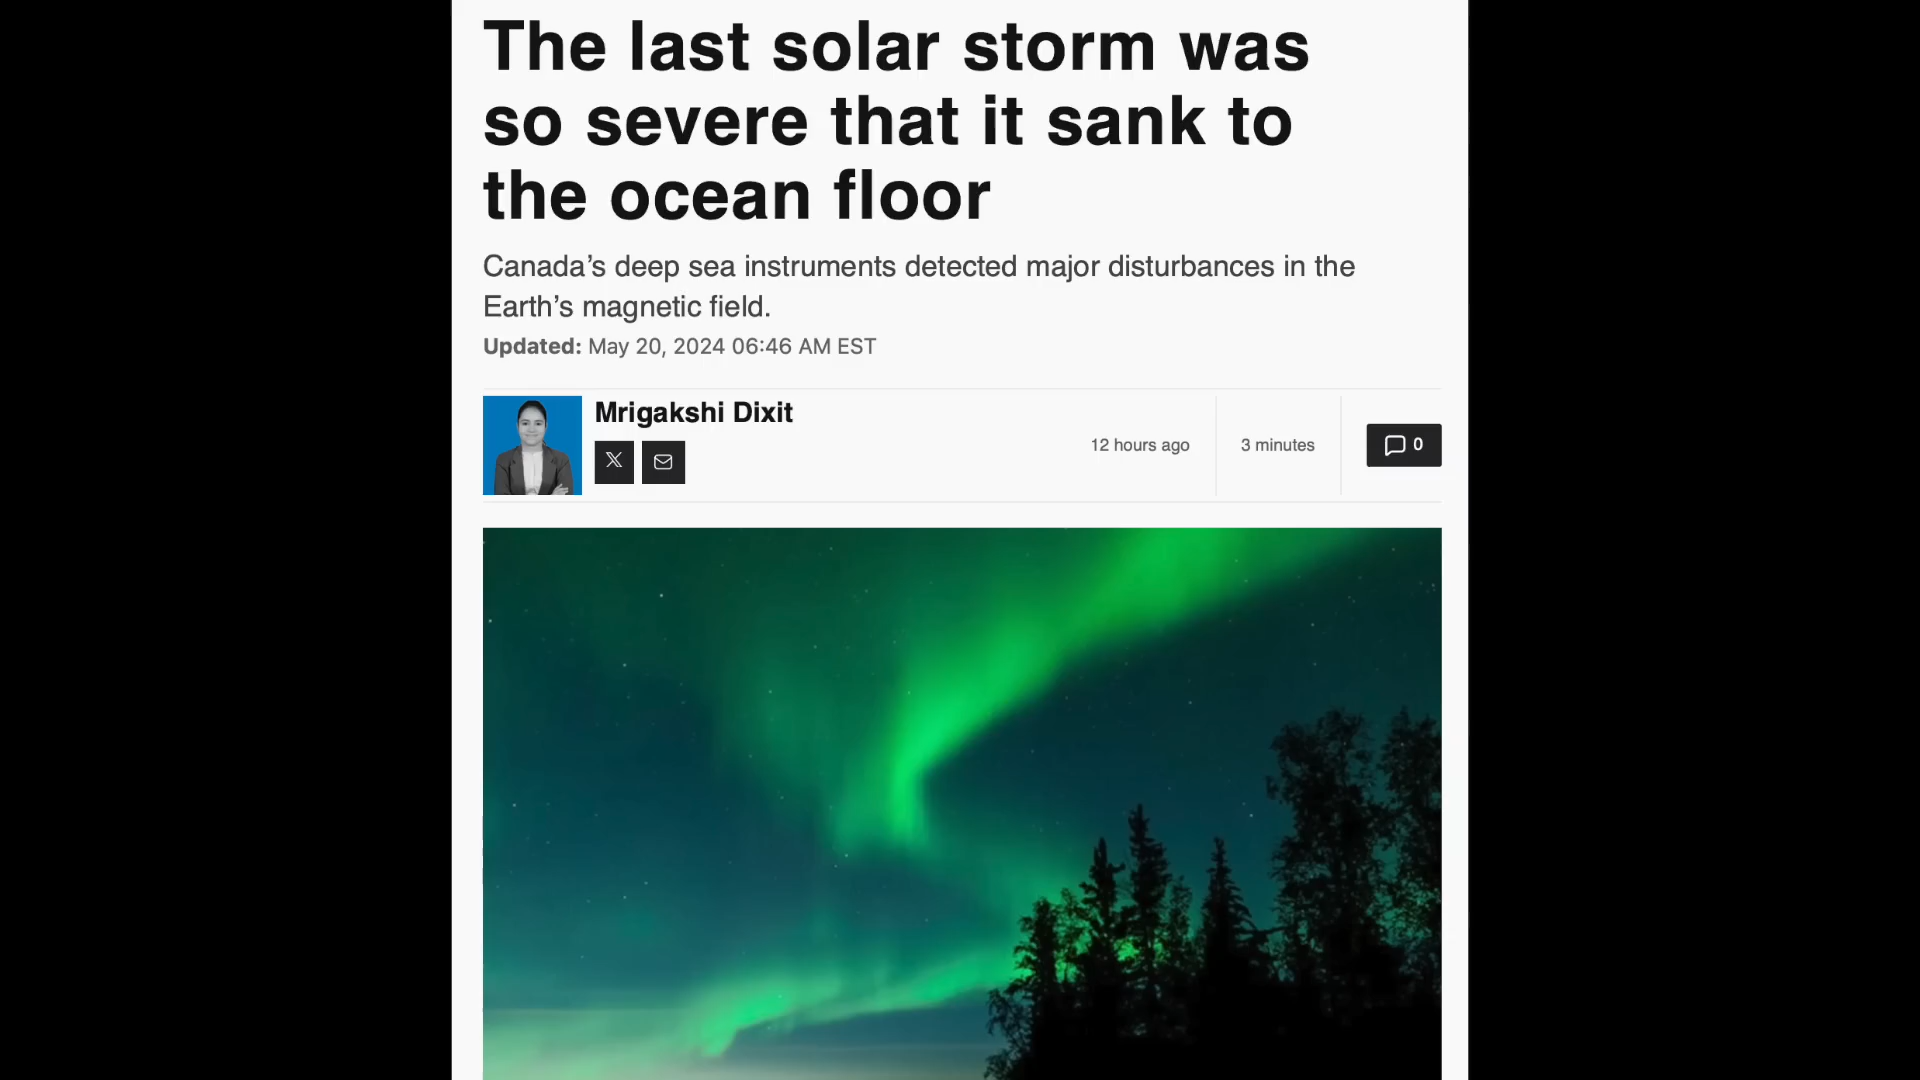 The last solar storm was
so severe that it sank to
the ocean floor
Canada’s deep sea instruments detected major disturbances in the
Earth’s magnetic field.
Updated: May 20, 2024 06:46 AM EST
Mrigakshi Dixit
12 hours ago
3 minutes
0